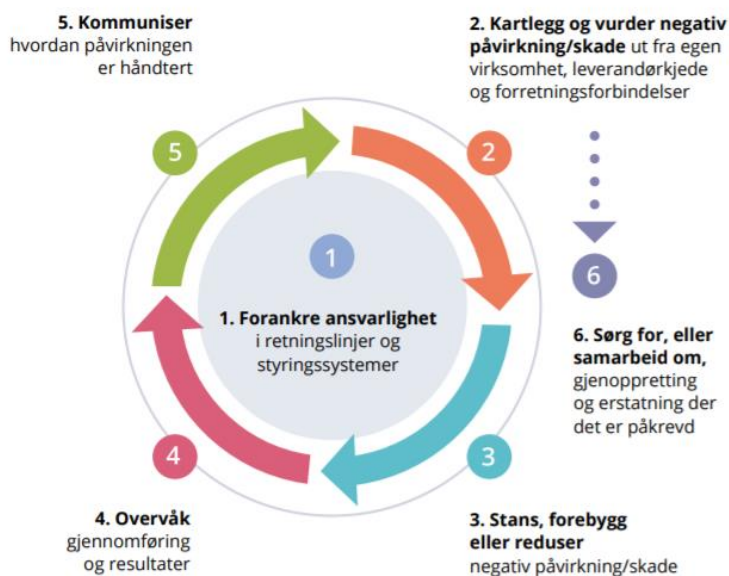 5. Kommuniser
hvordan påvirkningen
er håndtert
2. Kartlegg og vurder negativ
påvirkning/skade ut fra egen
virksomhet, leverandørkjede
og forretningsforbindelser
5
2
1
6
1. Forankre ansvarlighet
i retningslinjer og
styringssystemer
6. Sørg for, eller
samarbeid om,
gjenoppretting
og erstatning der
det er påkrevd
4
3
4. Overvåk
gjennomføring
og resultater
3. Stans, forebygg
eller reduser
negativ påvirkning/skade